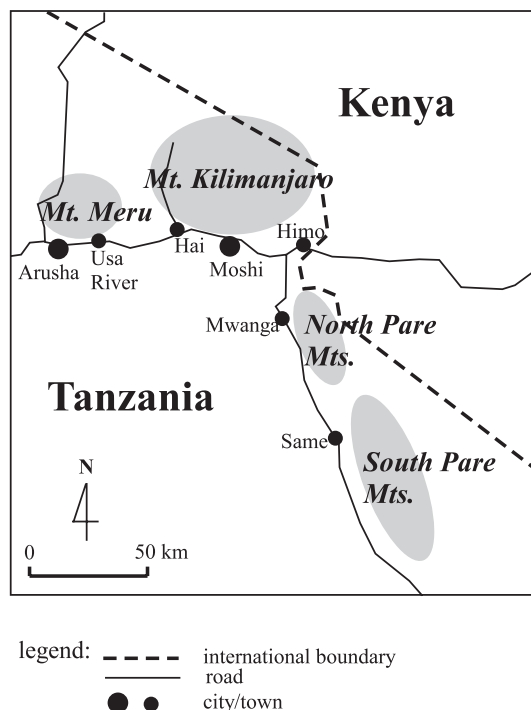 Kenya
Mt. Kilimanjaro
Mt. Meru
Himo
Hai
Moshi
Arusha
Usa
River
Mwanga
North Pare
Mts.
Tanzania
Same
South Pare
Mts.
N
0
50 km
legend:
international boundary
road
city/town